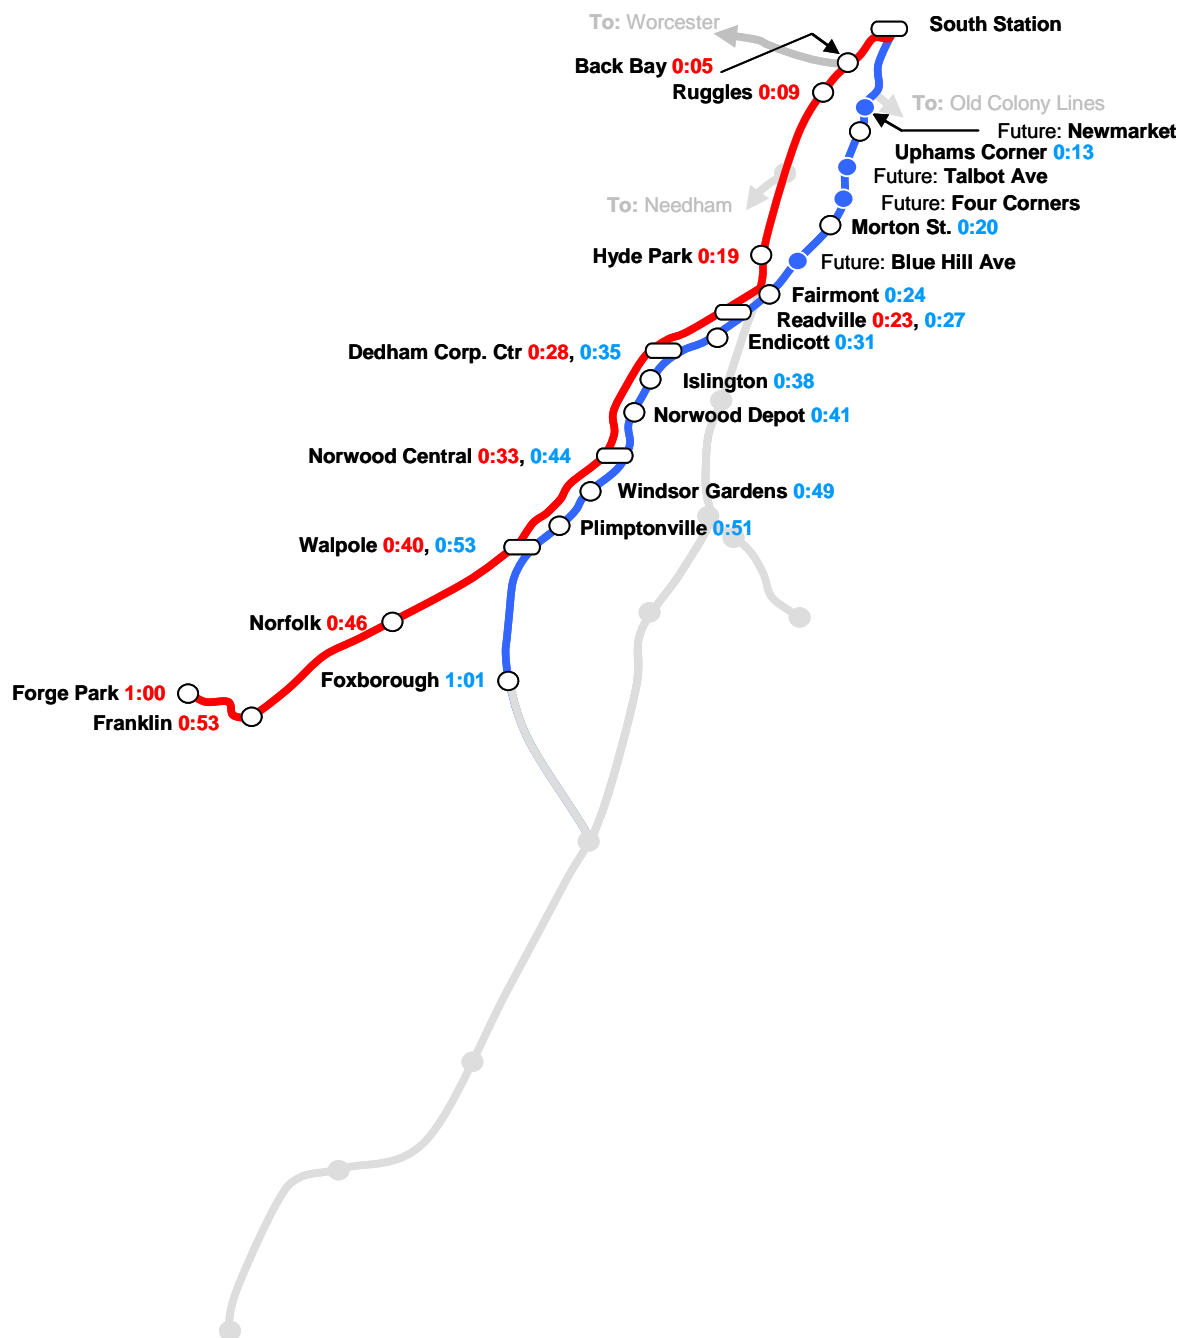 To: Worcester
South Station
Back Bay 0:05
Ruggles 0:09
To: Old Colony Lines
Future: Newmarket
Uphams Corner 0:13
Future: Talbot Ave
To: Needham
Future: Four Corners
Morton St. 0:20
Hyde Park 0:19
Future: Blue Hill Ave
Fairmont 0:24
Readville 0:23, 0:27
Endicott 0:31
Dedham Corp. Ctr 0:28, 0:35
Islington 0:38
Norwood Depot 0:41
Norwood Central 0:33, 0:44
Windsor Gardens 0:49
Plimptonville 0:51
Walpole 0:40, 0:53
Norfolk 0:46
Foxborough 1:01
Forge Park 1:00
Franklin 0:53